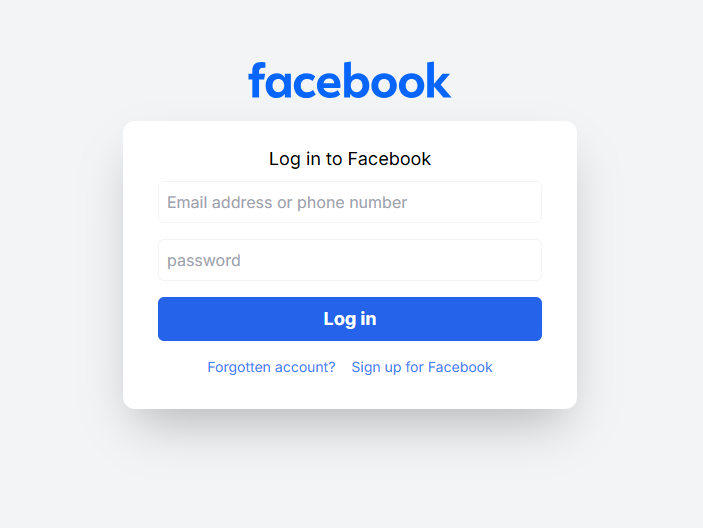 facebook
Log in to Facebook
Email address or phone number
password
Log in
Forgotten account? Sign up for Facebook